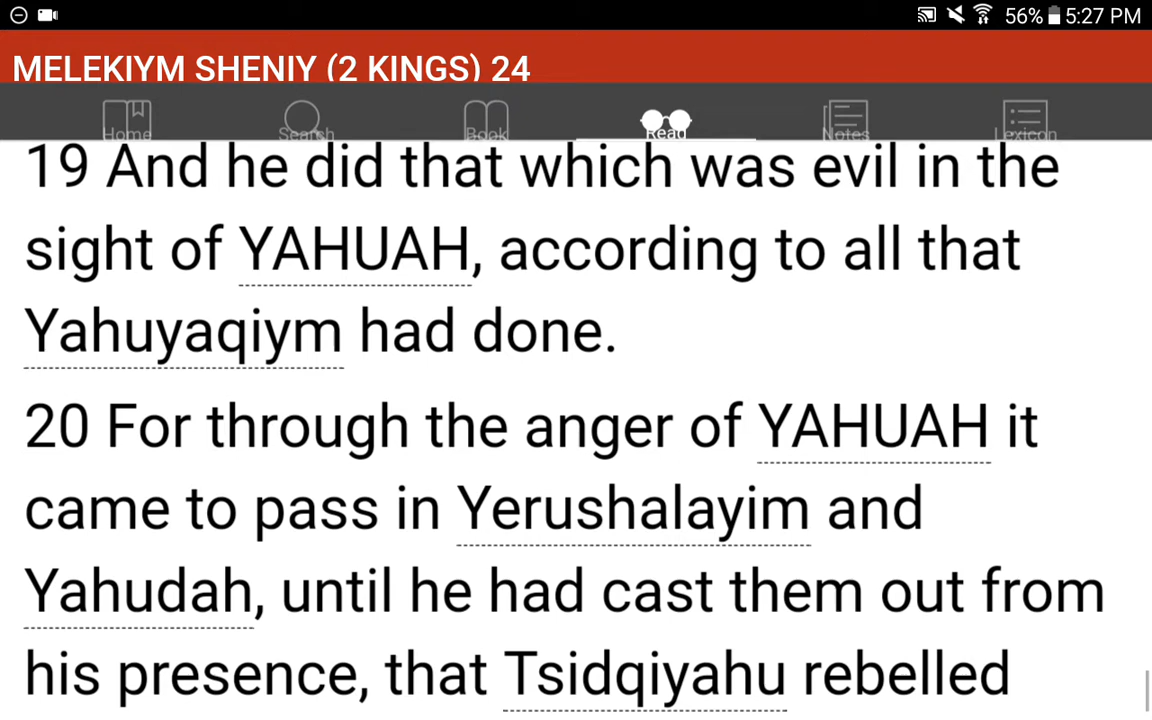 56% 5:27 PM
MELEKIYM SHENIY (2 KINGS) 24
Home Search Book Read Notes Lexicon
19 And he did that which was evil in the
sight of YAHUAH, according to all that
Yahuyaqiym had done.
20 For through the anger of YAHUAH it
came to pass in Yerushalayim and
Yahudah, until he had cast them out from
his presence, that Tsidqiyahu rebelled